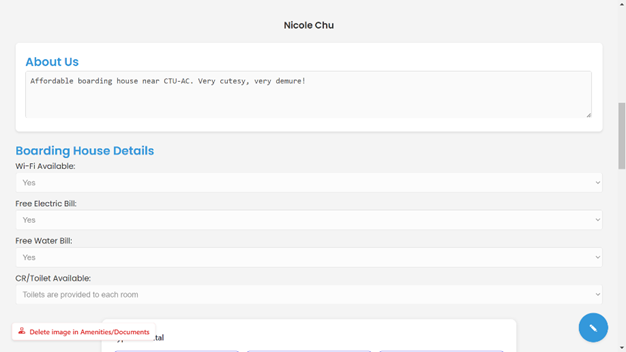 Nicole Chu
About Us
Affordable boarding house near CTU-AC. Very cutesy, very demure!
Boarding House Details
Wi-Fi Available:
Yes
Free Electric Bill:
Yes
Free Water Bill:
Yes
CR/Toilet Available:
Toilets are provided to each room
Delete image in Amenities/Documents